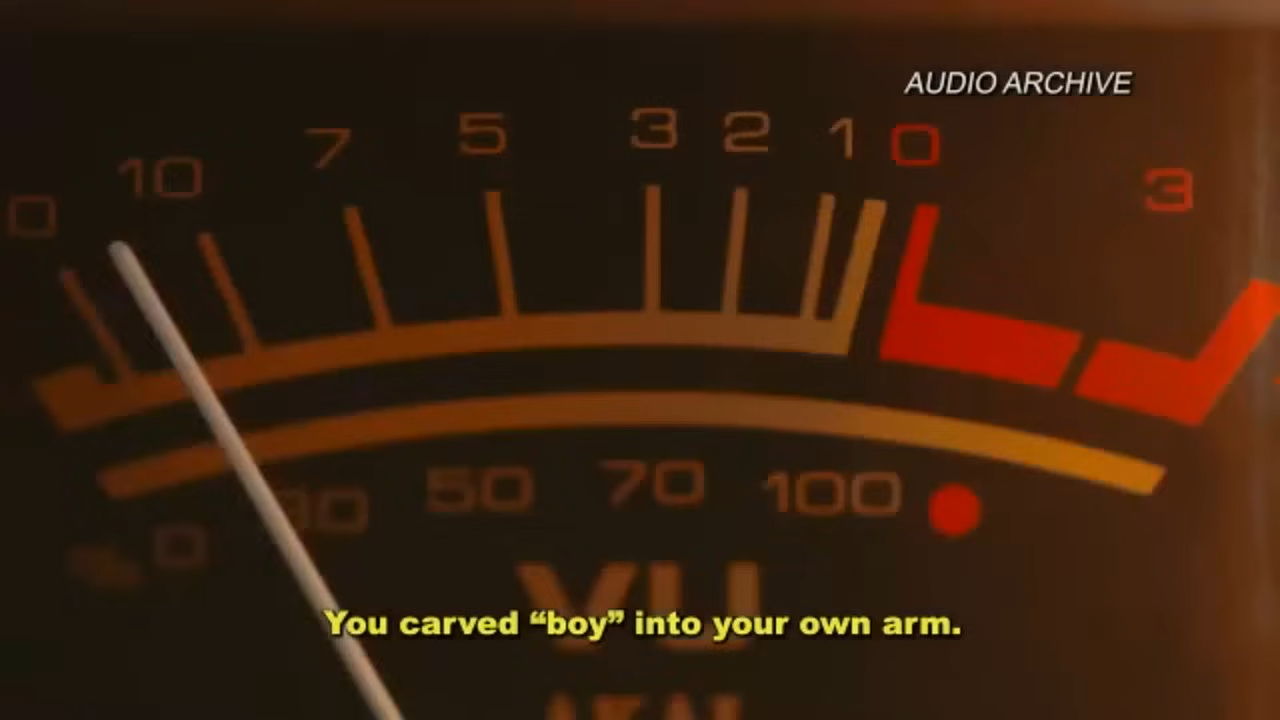 AUDIO ARCHIVE
0 10 7 5 3 2 1 0 3
50 70 100
0
VU
You carved “boy” into your own arm.